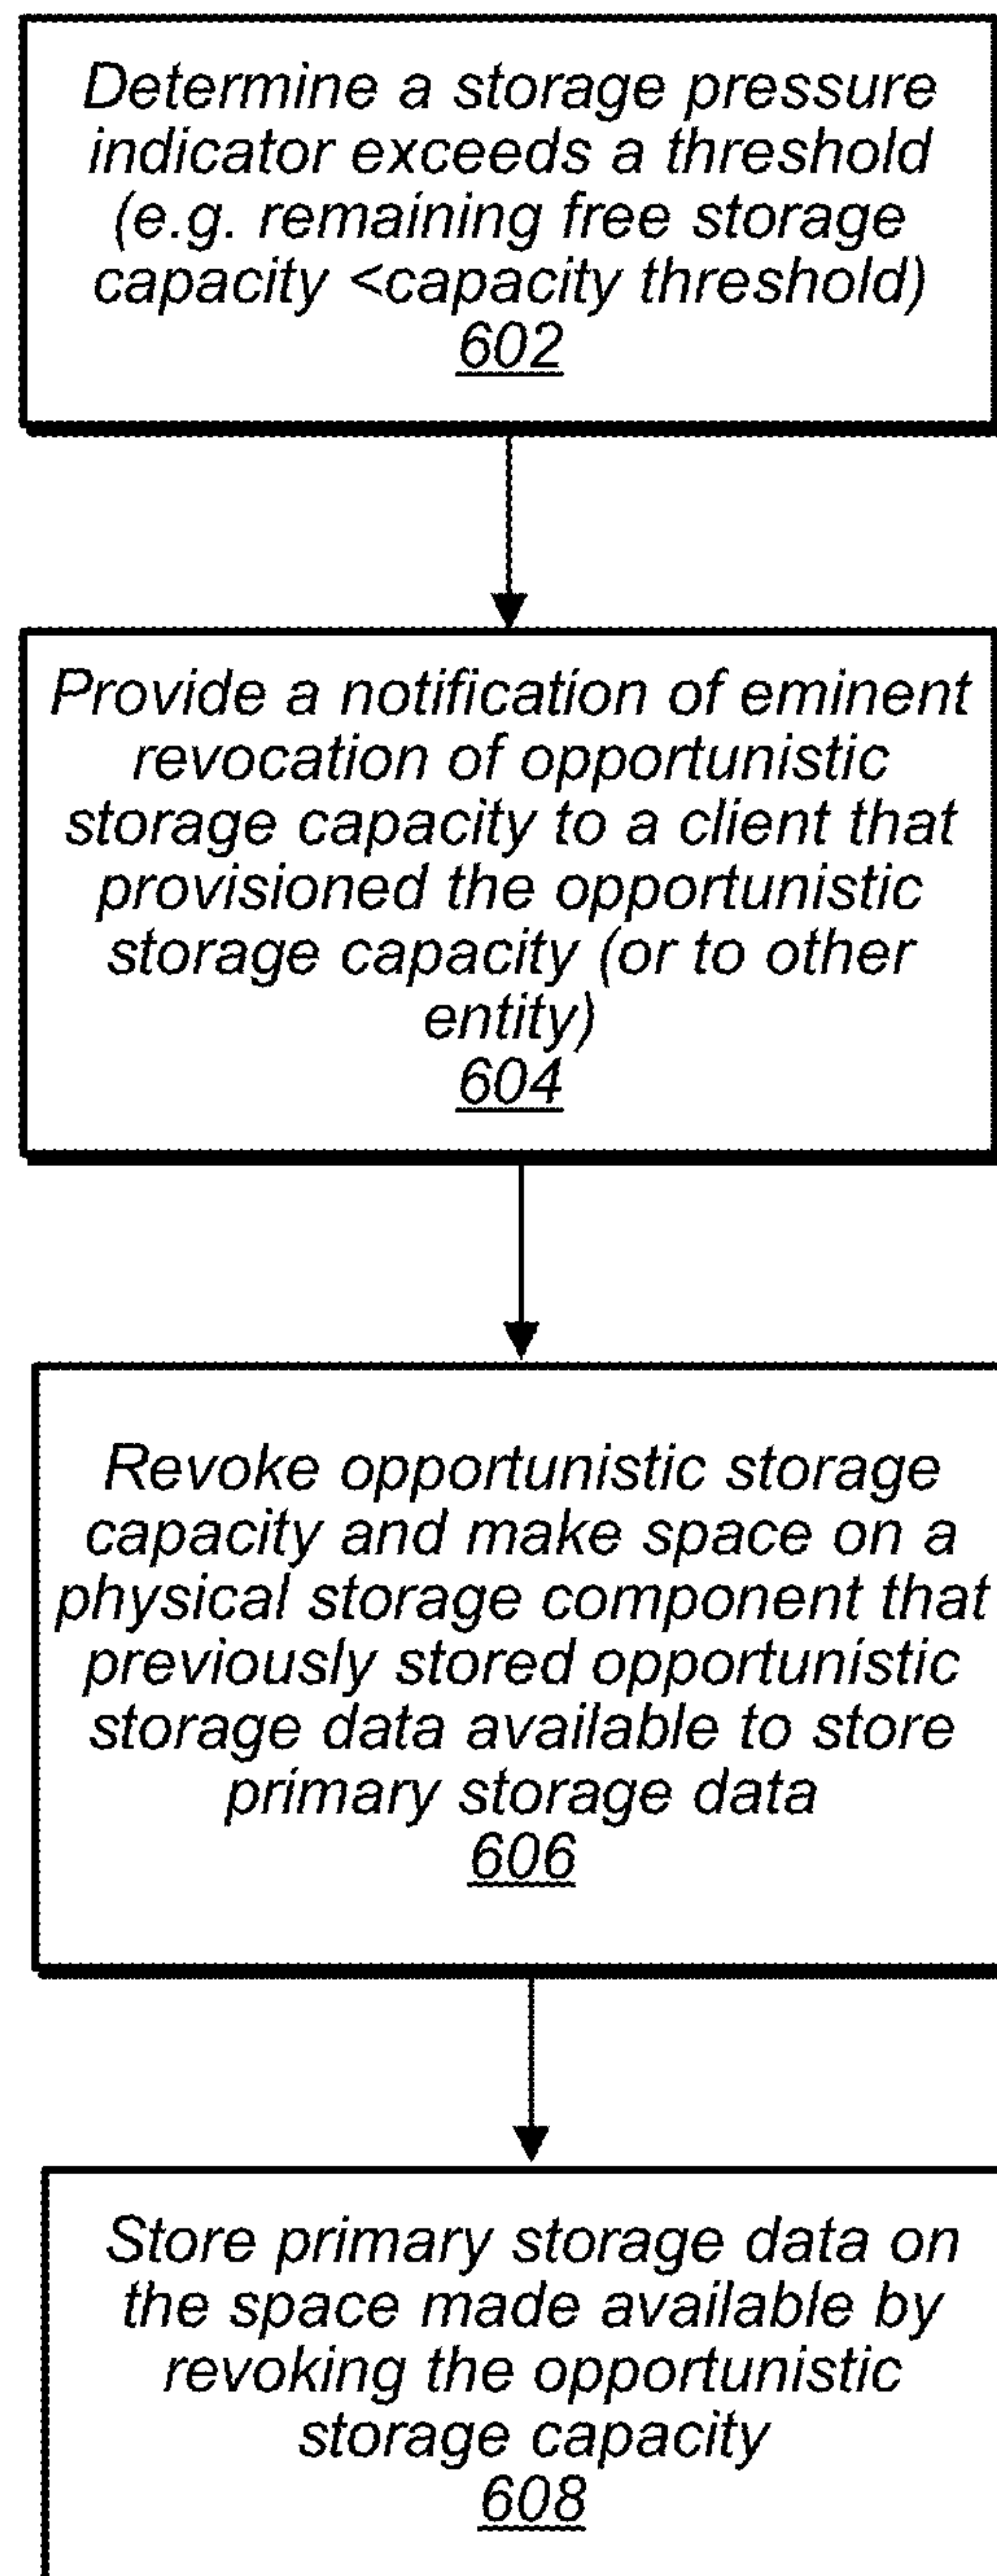 Determine a storage pressure
indicator exceeds a threshold
(e.g. remaining free storage
capacity <capacity threshold)
602
Provide a notification of eminent
revocation of opportunistic
storage capacity to a client that
provisioned the opportunistic
storage capacity (or to other
entity)
604
Revoke opportunistic storage
capacity and make space on a
physical storage component that
previously stored opportunistic
storage data available to store
primary storage data
606
Store primary storage data on
the space made available by
revoking the opportunistic
storage capacity
608